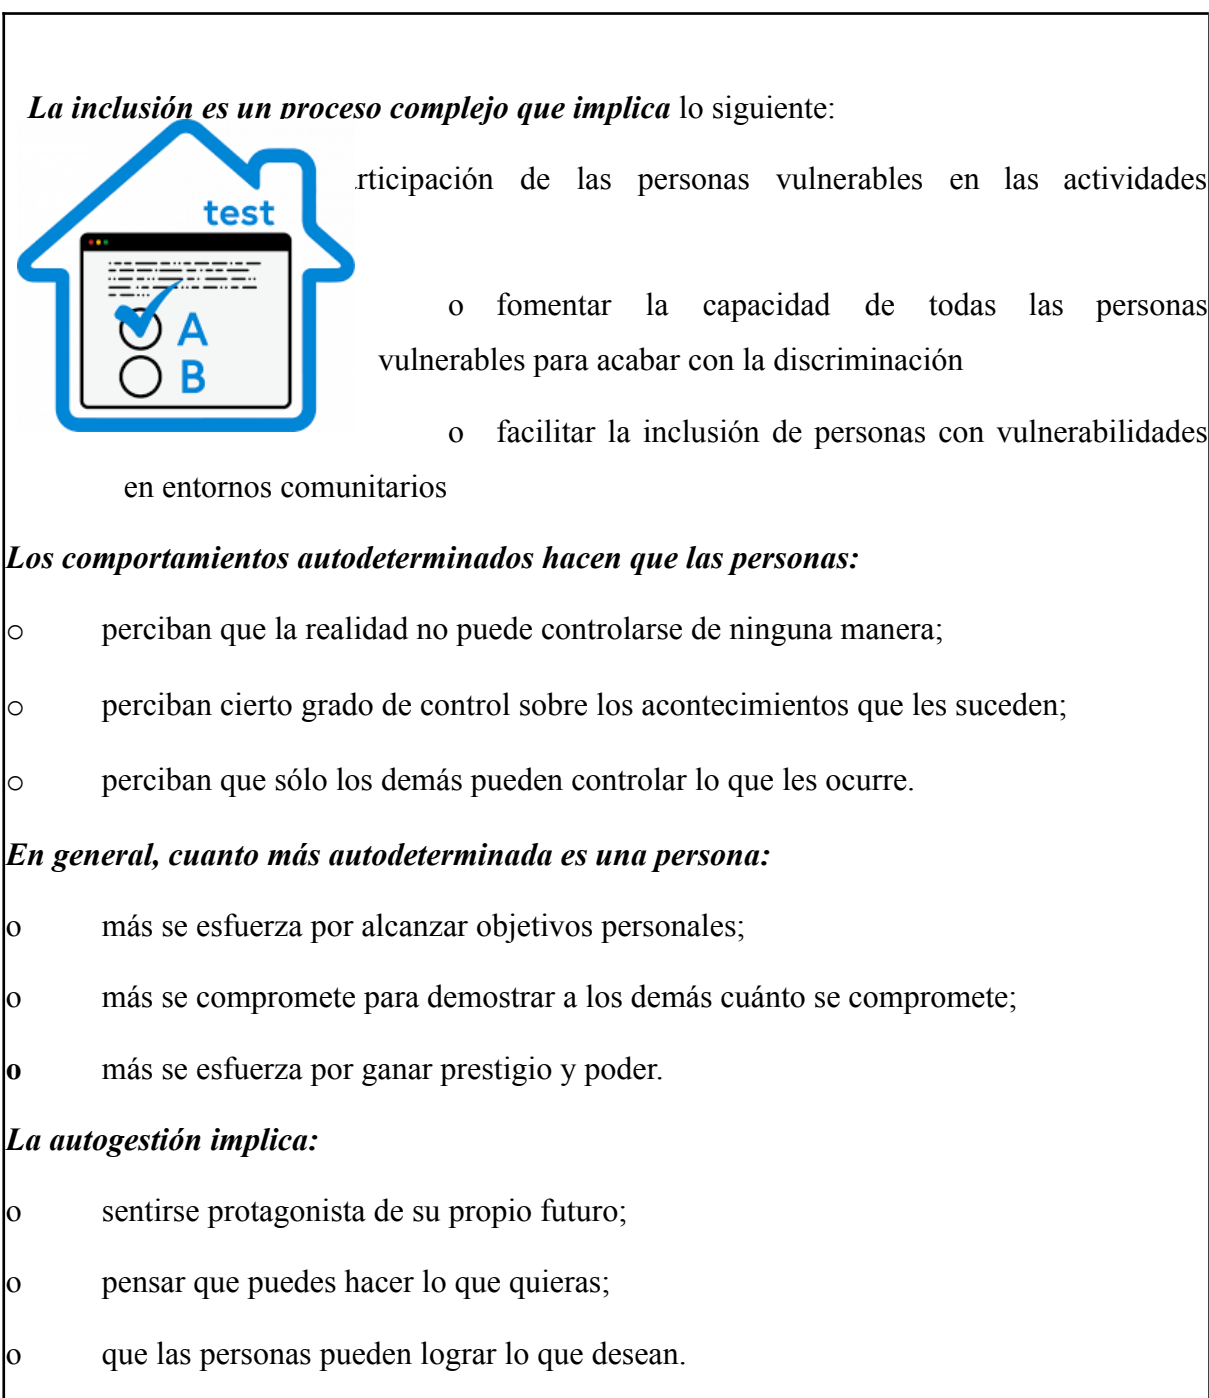 La inclusión es un proceso complejo que implica lo siguiente:
de las personas vulnerables en las actividades
test
A
B
o fomentar la capacidad de todas las personas
vulnerables para acabar con la discriminación
o facilitar la inclusión de personas con vulnerabilidades
en entornos comunitarios
Los comportamientos autodeterminados hacen que las personas:
o perciban que la realidad no puede controlarse de ninguna manera;
o perciban cierto grado de control sobre los acontecimientos que les suceden;
o perciban que sólo los demás pueden controlar lo que les ocurre.
En general, cuanto más autodeterminada es una persona:
o más se esfuerza por alcanzar objetivos personales;
o más se compromete para demostrar a los demás cuánto se compromete;
o más se esfuerza por ganar prestigio y poder.
La autogestión implica:
o sentirse protagonista de su propio futuro;
o pensar que puedes hacer lo que quieras;
o que las personas pueden lograr lo que desean.